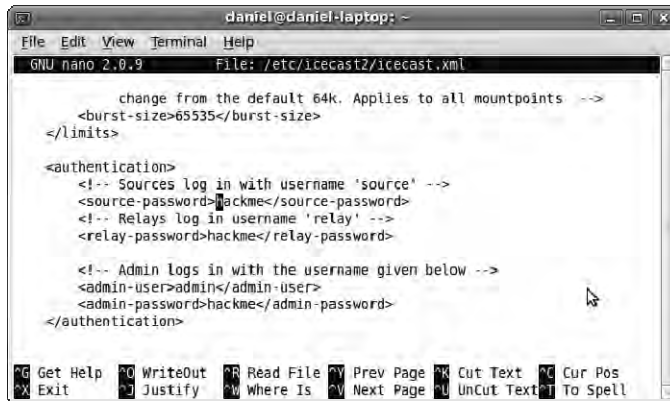 daniel@daniel-laptop: ~
File Edit View Terminal Help
GNU nano 2.0.9 File: /etc/icecast2/icecast.xml
change from the default 64k. Applies to all mountpoints -->
<burst-size>65535</burst-size>
</limits>
<authentication>
<!-- Sources log in with username 'source' -->
<source-password>hackme</source-password>
<!-- Relays log in username 'relay' -->
<relay-password>hackme</relay-password>
<!-- Admin logs in with the username given below -->
<admin-user>admin</admin-user>
<admin-password>hackme</admin-password>
</authentication>
^G Get Help ^O WriteOut ^R Read File ^Y Prev Page ^K Cut Text ^C Cur Pos
^X Exit ^J Justify ^W Where Is ^V Next Page ^U UnCut Text ^T To Spell